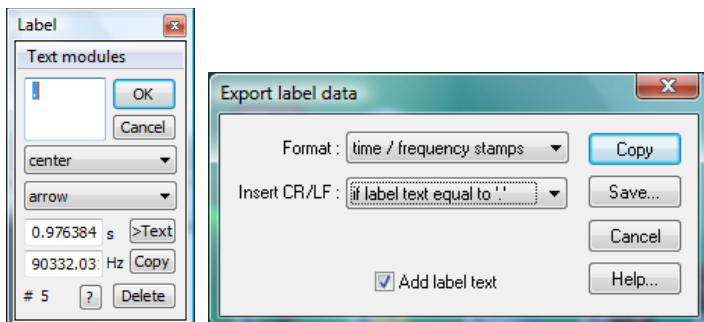 Label
Text modules
.
OK
Cancel
center
arrow
0.976384 s >Text
90332.03 Hz Copy
# 5 ? Delete
Export label data
Format : time / frequency stamps Copy
Insert CR/LF : if label text equal to '.' Save...
Cancel
Add label text Help...